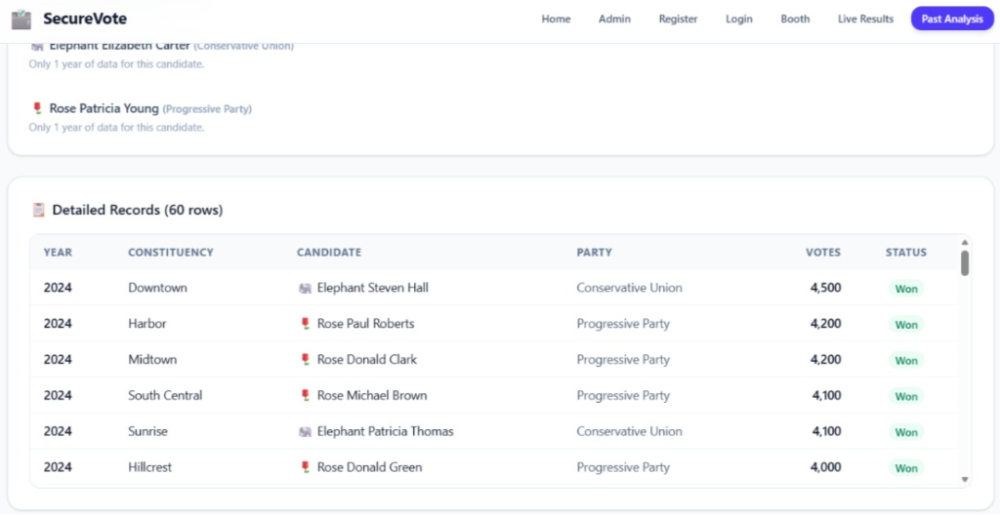 SecureVote
Home Admin Register Login Booth Live Results Past Analysis
Elephant Elizabeth Carter (Conservative Union)
Only 1 year of data for this candidate.
Rose Patricia Young (Progressive Party)
Only 1 year of data for this candidate.
Detailed Records (60 rows)
YEAR CONSTITUENCY CANDIDATE PARTY VOTES STATUS
2024 Downtown Elephant Steven Hall Conservative Union 4,500 Won
2024 Harbor Rose Paul Roberts Progressive Party 4,200 Won
2024 Midtown Rose Donald Clark Progressive Party 4,200 Won
2024 South Central Rose Michael Brown Progressive Party 4,100 Won
2024 Sunrise Elephant Patricia Thomas Conservative Union 4,100 Won
2024 Hillcrest Rose Donald Green Progressive Party 4,000 Won